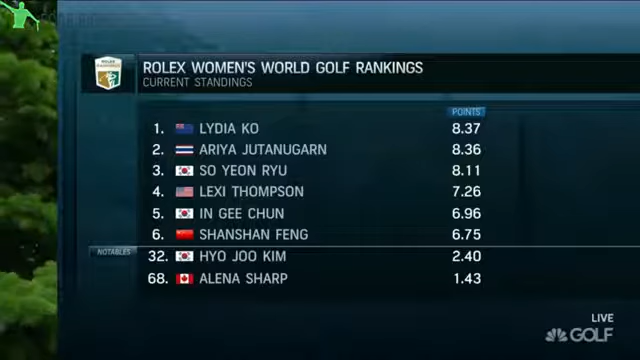 ROLEX WOMEN'S WORLD GOLF RANKINGS
CURRENT STANDINGS
POINTS
1. LYDIA KO 8.37
2. ARIYA JUTANUGARN 8.36
3. SO YEON RYU 8.11
4. LEXI THOMPSON 7.26
5. IN GEE CHUN 6.96
6. SHANSHAN FENG 6.75
NOTABLES
32. HYO JOO KIM 2.40
68. ALENA SHARP 1.43
LIVE
GOLF